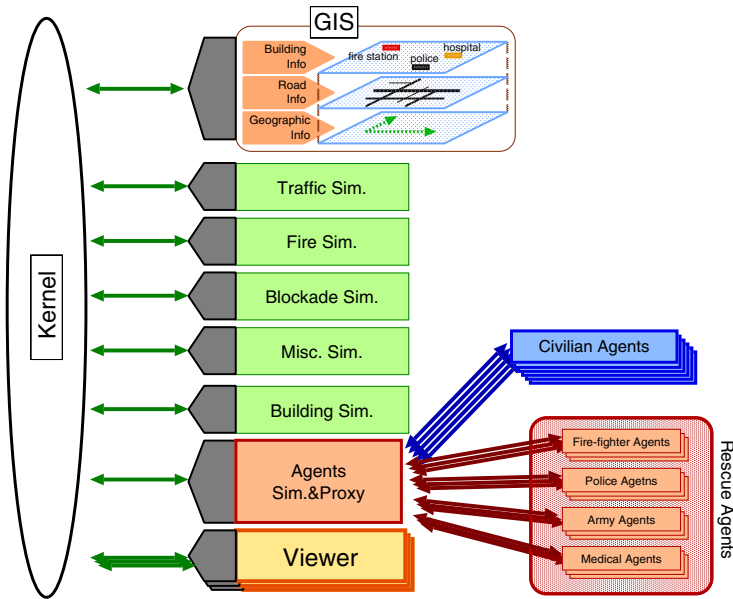 GIS
Building
Info
fire station
police
hospital
Road
Info
Geographic
Info
Kernel
Traffic Sim.
Fire Sim.
Blockade Sim.
Misc. Sim.
Building Sim.
Agents
Sim.&Proxy
Viewer
Civilian Agents
Fire-fighter Agents
Police Agetns
Army Agents
Medical Agents
Rescue Agents